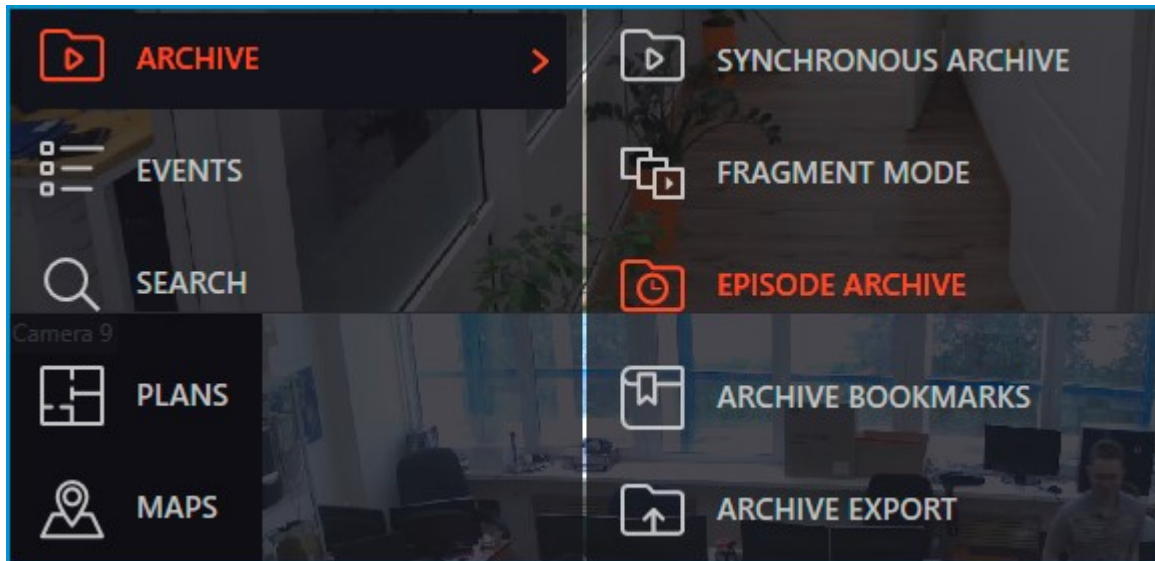 ARCHIVE
EVENTS
SEARCH
Camera 9
PLANS
MAPS
SYNCHRONOUS ARCHIVE
FRAGMENT MODE
EPISODE ARCHIVE
ARCHIVE BOOKMARKS
ARCHIVE EXPORT